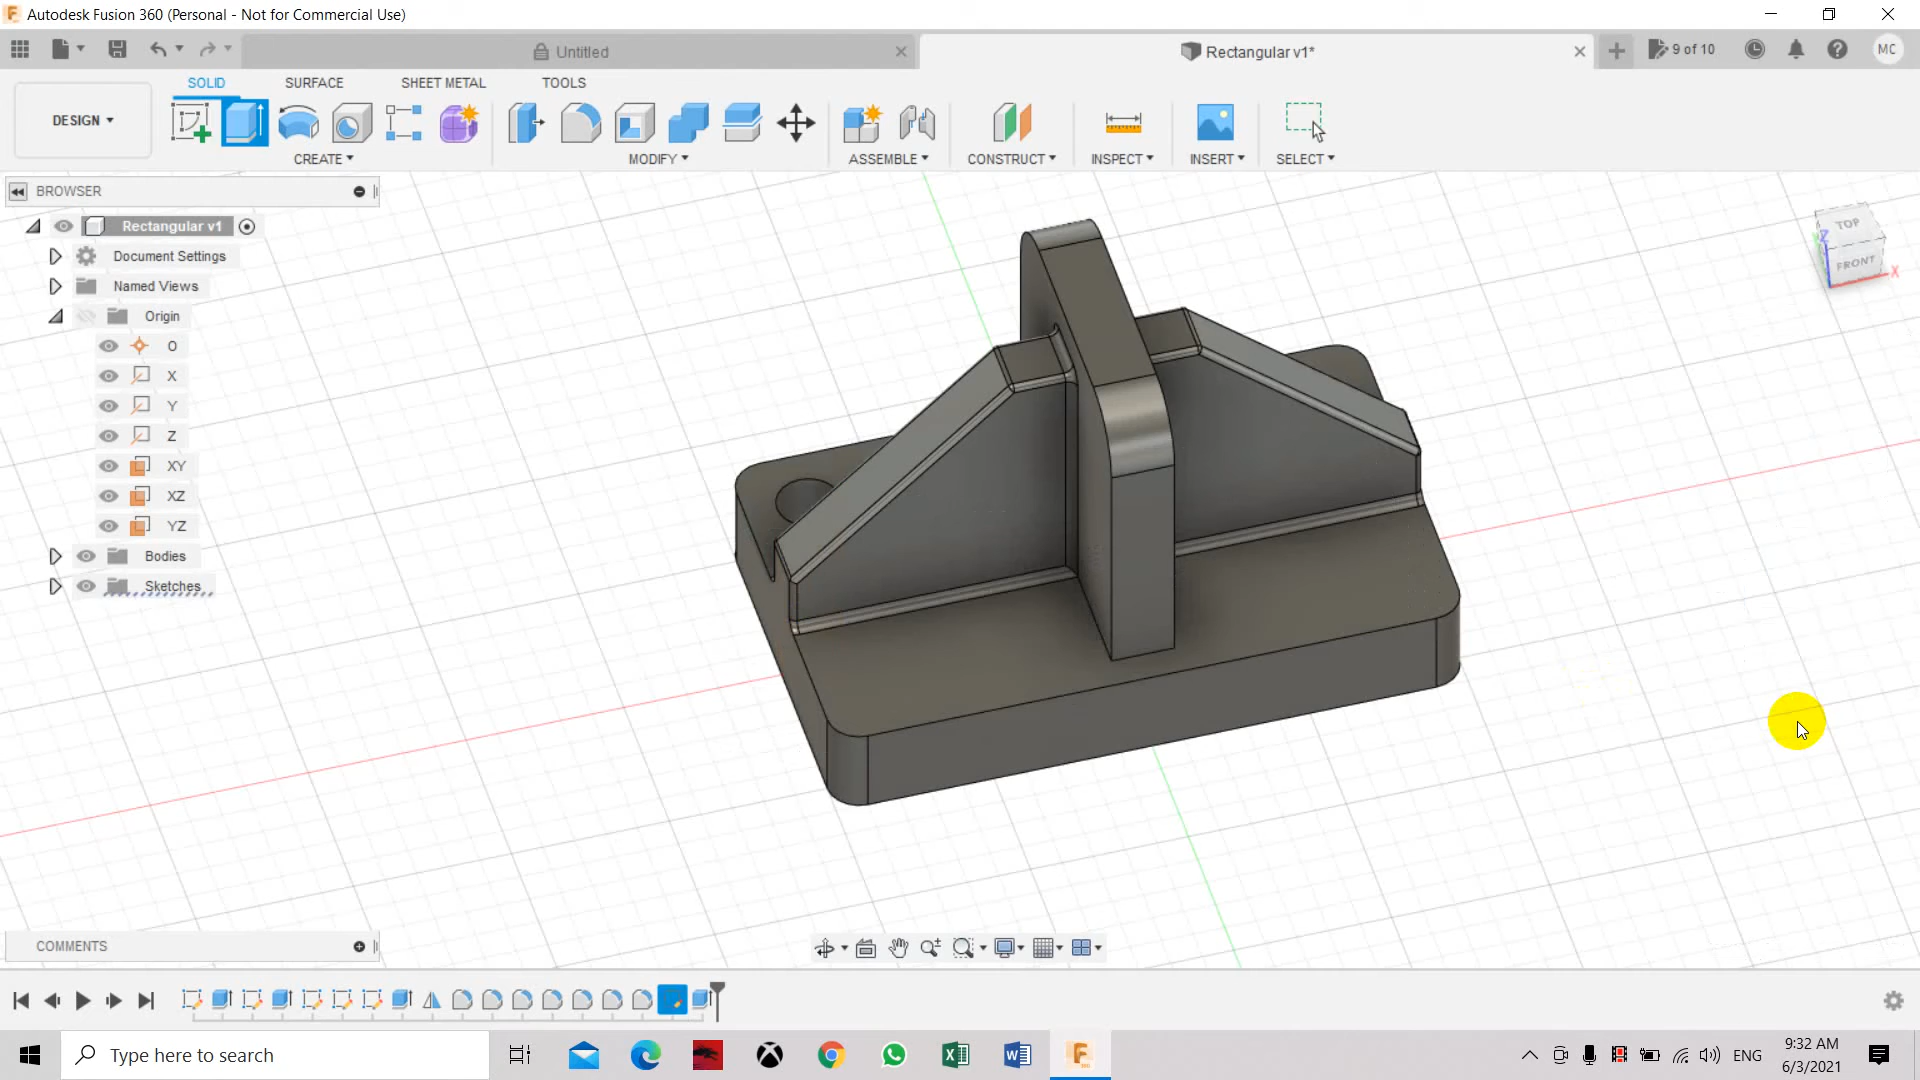 Autodesk Fusion 360 (Personal - Not for Commercial Use)
Untitled
Rectangular v1*
9 of 10
MC
SOLID
SURFACE
SHEET METAL
TOOLS
DESIGN
CREATE
MODIFY
ASSEMBLE
CONSTRUCT
INSPECT
INSERT
SELECT
BROWSER
Rectangular v1
Document Settings
Named Views
Origin
O
X
Y
Z
XY
XZ
YZ
Bodies
Sketches
TOP
FRONT
Z
X
COMMENTS
Type here to search
ENG
9:32 AM
6/3/2021